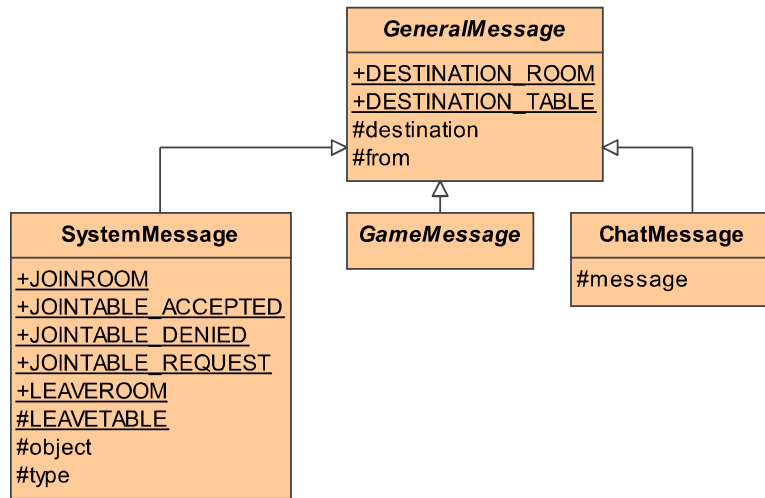 GeneralMessage
+DESTINATION_ROOM
+DESTINATION_TABLE
#destination
#from
SystemMessage
+JOINROOM
+JOINTABLE_ACCEPTED
+JOINTABLE_DENIED
+JOINTABLE_REQUEST
+LEAVEROOM
#LEAVETABLE
#object
#type
GameMessage
ChatMessage
#message